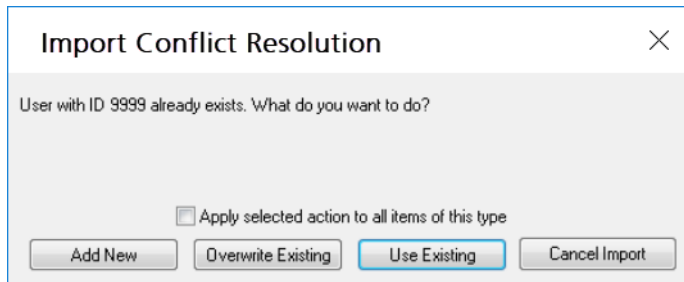 Import Conflict Resolution
User with ID 9999 already exists. What do you want to do?
Apply selected action to all items of this type
Add New Overwrite Existing Use Existing Cancel Import